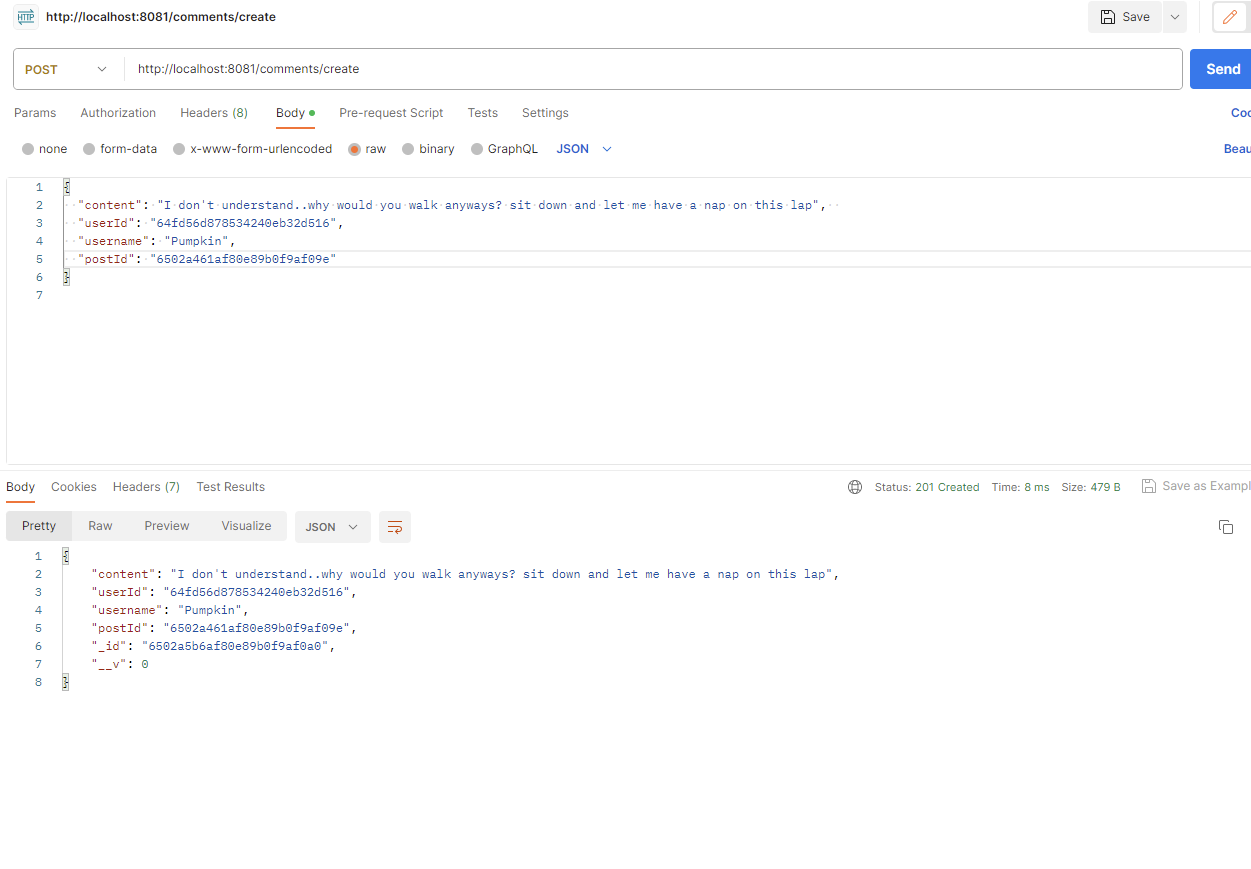 HTTP http://localhost:8081/comments/create Save
POST http://localhost:8081/comments/create Send
Params Authorization Headers (8) Body Pre-request Script Tests Settings Coo
none form-data x-www-form-urlencoded raw binary GraphQL JSON Beau
1 {
2 "content": "I don't understand..why would you walk anyways? sit down and let me have a nap on this lap",
3 "userId": "64fd56d878534240eb32d516",
4 "username": "Pumpkin",
5 "postId": "6502a461af80e89b0f9af09e"
6 }
7
Body Cookies Headers (7) Test Results Status: 201 Created Time: 8 ms Size: 479 B Save as Exampl
Pretty Raw Preview Visualize JSON
1 {
2 "content": "I don't understand..why would you walk anyways? sit down and let me have a nap on this lap",
3 "userId": "64fd56d878534240eb32d516",
4 "username": "Pumpkin",
5 "postId": "6502a461af80e89b0f9af09e",
6 "_id": "6502a5b6af80e89b0f9af0a0",
7 "__v": 0
8 }